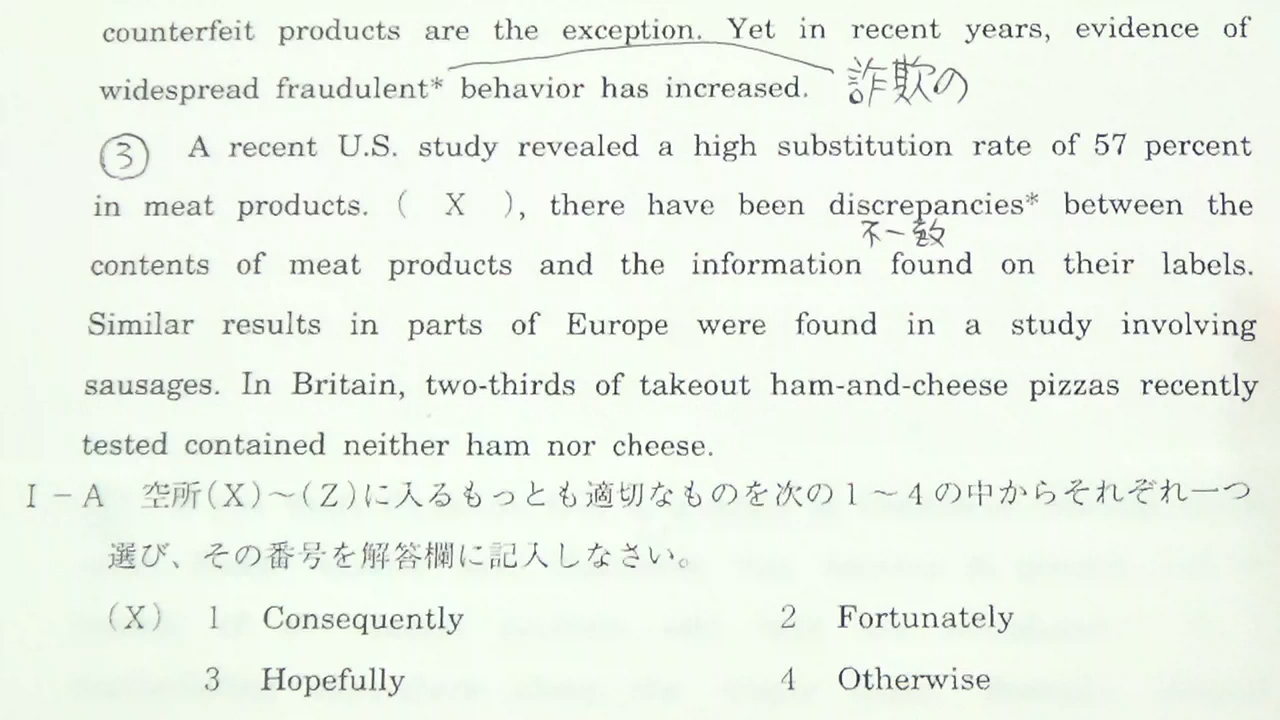 counterfeit products are the exception. Yet in recent years, evidence of
widespread fraudulent* behavior has increased. 詐欺の
③ A recent U.S. study revealed a high substitution rate of 57 percent
in meat products. ( X ), there have been discrepancies* between the
不一致
contents of meat products and the information found on their labels.
Similar results in parts of Europe were found in a study involving
sausages. In Britain, two-thirds of takeout ham-and-cheese pizzas recently
tested contained neither ham nor cheese.
I－A 空所(X)～(Z)に入るもっとも適切なものを次の1～4の中からそれぞれ一つ
選び、その番号を解答欄に記入しなさい。
(X) 1 Consequently 2 Fortunately
3 Hopefully 4 Otherwise